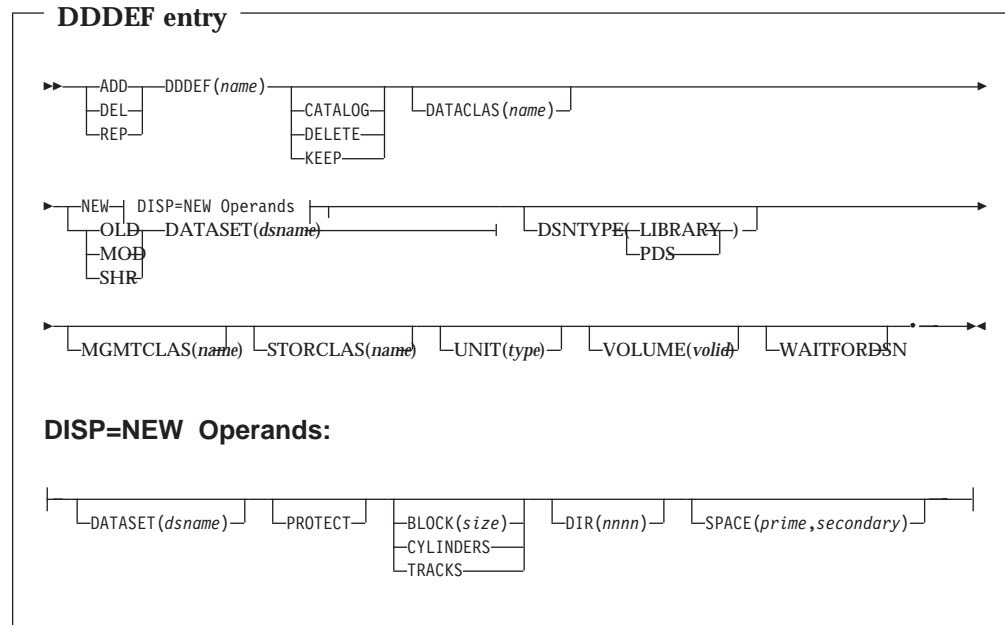 DDDEF entry
ADD DDDEF(name) CATALOG DATACLAS(name)
DEL DELETE
REP KEEP
NEW DISP=NEW Operands
OLD DATASET(dsname) DSNTYPE( LIBRARY )
MOD PDS
SHR
MGMTCLAS(name) STORCLAS(name) UNIT(type) VOLUME(volid) WAITFORDSN .
DISP=NEW Operands:
DATASET(dsname) PROTECT BLOCK(size) DIR(nnnn) SPACE(prime,secondary)
CYLINDERS
TRACKS